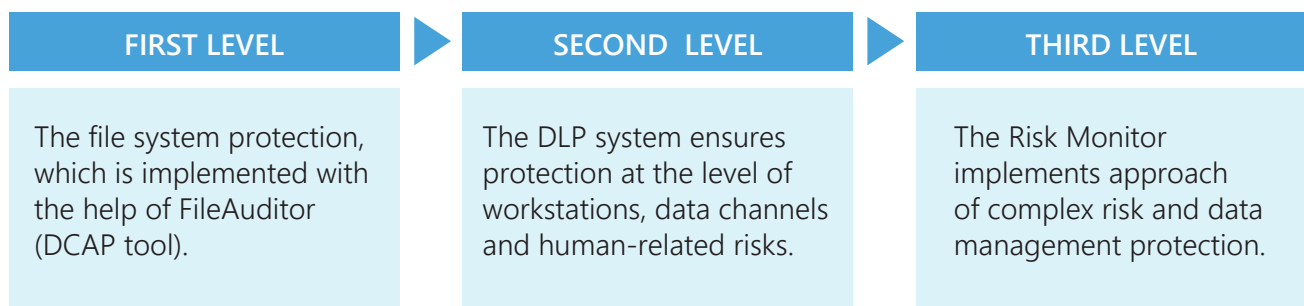 FIRST LEVEL
The file system protection,
which is implemented with
the help of FileAuditor
(DCAP tool).
SECOND LEVEL
The DLP system ensures
protection at the level of
workstations, data channels
and human-related risks.
THIRD LEVEL
The Risk Monitor
implements approach
of complex risk and data
management protection.